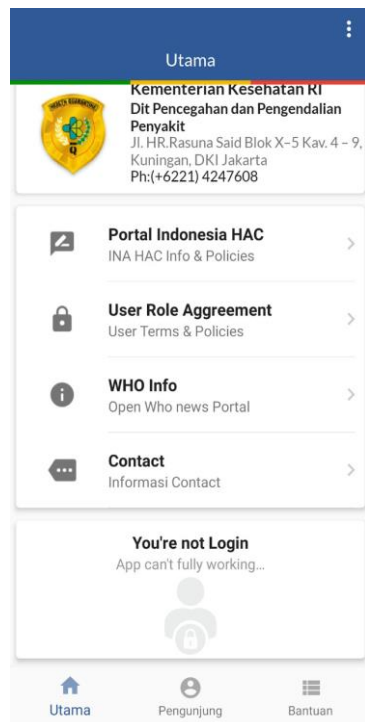 Utama
Kementerian Kesehatan RI
Dit Pencegahan dan Pengendalian
Penyakit
Jl. HR.Rasuna Said Blok X–5 Kav. 4 – 9,
Kuningan, DKI Jakarta
Ph:(+6221) 4247608
Portal Indonesia HAC
INA HAC Info & Policies
User Role Aggreement
User Terms & Policies
WHO Info
Open Who news Portal
Contact
Informasi Contact
You're not Login
App can't fully working...
Utama
Pengunjung
Bantuan